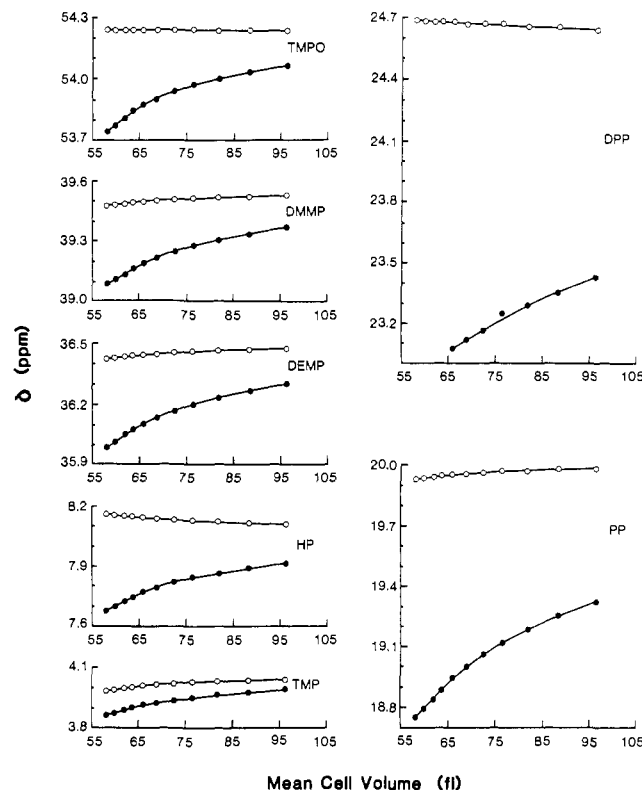 54.3
54.0
53.7
TMPO
55 65 75 85 95 105
39.6
39.3
39.0
DMMP
55 65 75 85 95 105
36.5
36.2
35.9
DEMP
55 65 75 85 95 105
8.2
7.9
7.6
HP
55 65 75 85 95 105
4.1
3.8
TMP
55 65 75 85 95 105
δ (ppm)
24.7
24.4
24.1
23.8
23.5
23.2
DPP
55 65 75 85 95 105
20.0
19.7
19.4
19.1
18.8
PP
55 65 75 85 95 105
Mean Cell Volume (fl)